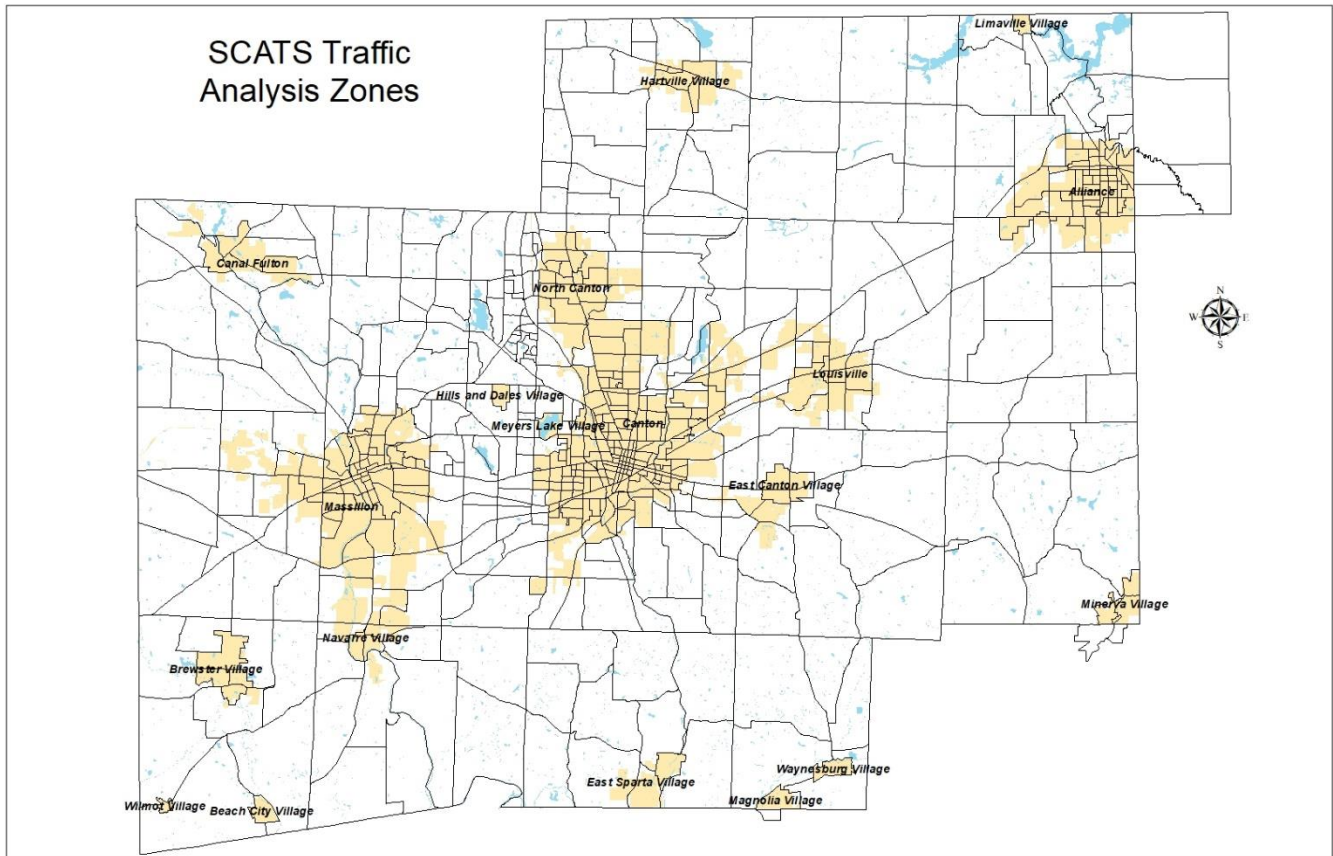 SCATS Traffic
Analysis Zones
Limaville Village
Hartville Village
Alliance
Canal Fulton
North Canton
N
W E
S
Louisville
Hills and Dales Village
Meyers Lake Village
Canton
East Canton Village
Massillon
Minerva Village
Navarre Village
Brewster Village
Waynesburg Village
East Sparta Village
Magnolia Village
Wilmot Village
Beach City Village